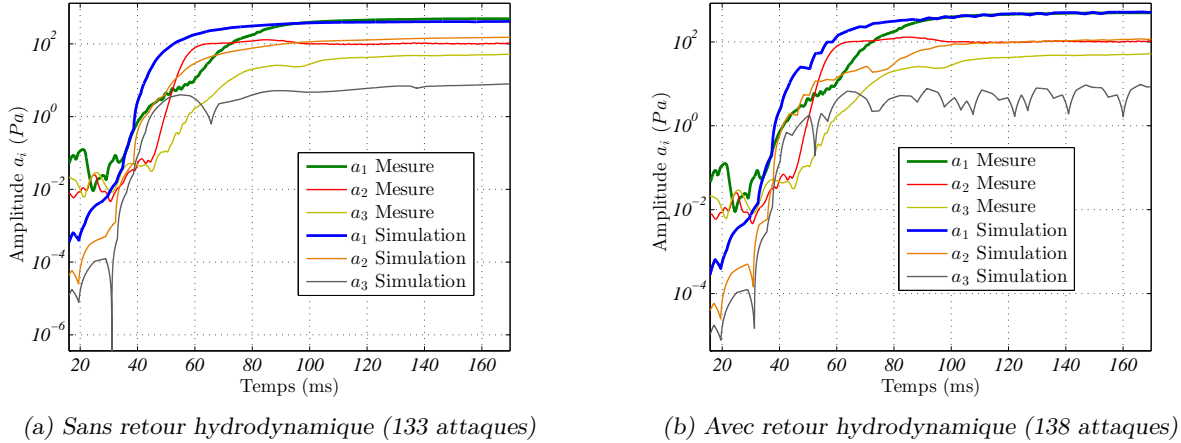 10^2
10^0
10^-2
10^-4
10^-6
Amplitude a_i (Pa)
a_1 Mesure
a_2 Mesure
a_3 Mesure
a_1 Simulation
a_2 Simulation
a_3 Simulation
20 40 60 80 100 120 140 160
Temps (ms)
(a) Sans retour hydrodynamique (133 attaques)
10^2
10^0
10^-2
10^-4
Amplitude a_i (Pa)
a_1 Mesure
a_2 Mesure
a_3 Mesure
a_1 Simulation
a_2 Simulation
a_3 Simulation
20 40 60 80 100 120 140 160
Temps (ms)
(b) Avec retour hydrodynamique (138 attaques)